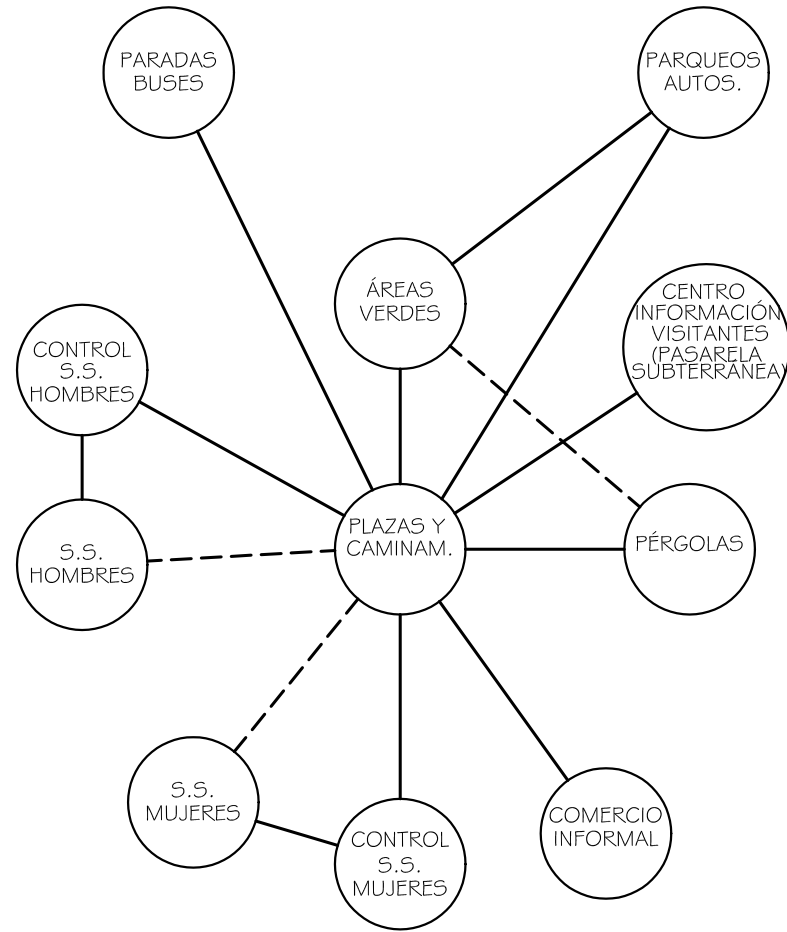 PARADAS
BUSES
PARQUEOS
AUTOS.
ÁREAS
VERDES
CENTRO
INFORMACIÓN
VISITANTES
(PASARELA
SUBTERRÁNEA)
CONTROL
S.S.
HOMBRES
S.S.
HOMBRES
PLAZAS Y
CAMINAM.
PÉRGOLAS
S.S.
MUJERES
CONTROL
S.S.
MUJERES
COMERCIO
INFORMAL